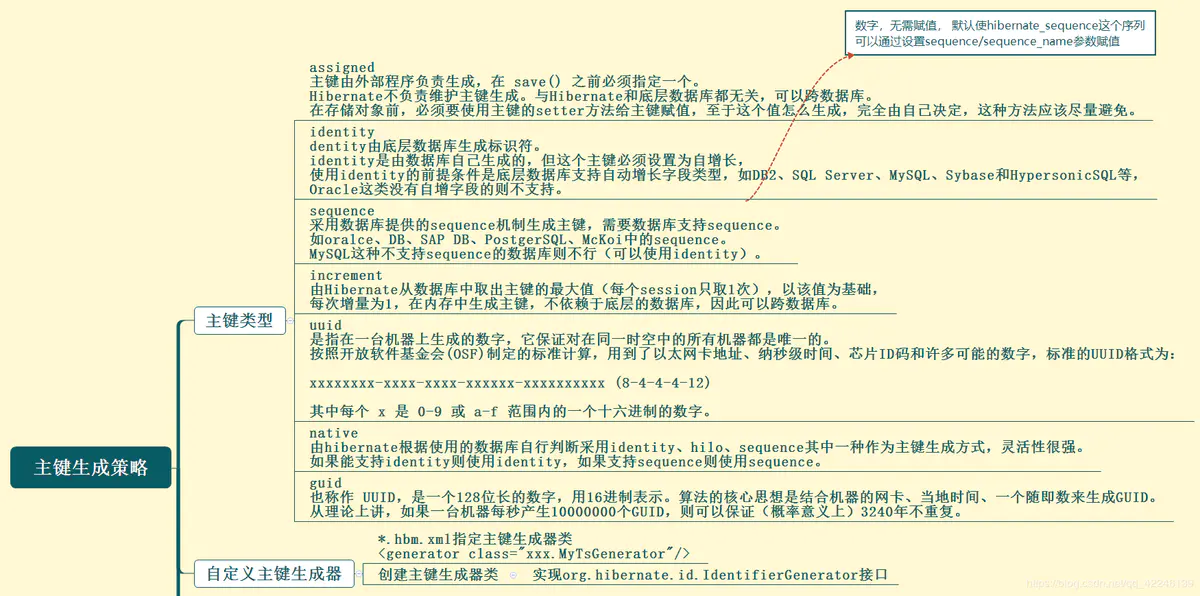 数字，无需赋值， 默认使hibernate_sequence这个序列
可以通过设置sequence/sequence_name参数赋值
assigned
主键由外部程序负责生成，在 save() 之前必须指定一个。
Hibernate不负责维护主键生成。与Hibernate和底层数据库都无关，可以跨数据库。
在存储对象前，必须要使用主键的setter方法给主键赋值，至于这个值怎么生成，完全由自己决定，这种方法应该尽量避免。
identity
dentity由底层数据库生成标识符。
identity是由数据库自己生成的，但这个主键必须设置为自增长，
使用identity的前提条件是底层数据库支持自动增长字段类型，如DB2、SQL Server、MySQL、Sybase和HypersonicSQL等，
Oracle这类没有自增字段的则不支持。
sequence
采用数据库提供的sequence机制生成主键，需要数据库支持sequence。
如oralce、DB、SAP DB、PostgerSQL、McKoi中的sequence。
MySQL这种不支持sequence的数据库则不行（可以使用identity）。
increment
由Hibernate从数据库中取出主键的最大值（每个session只取1次），以该值为基础，
每次增量为1，在内存中生成主键，不依赖于底层的数据库，因此可以跨数据库。
主键类型
uuid
是指在一台机器上生成的数字，它保证对在同一时空中的所有机器都是唯一的。
按照开放软件基金会(OSF)制定的标准计算，用到了以太网卡地址、纳秒级时间、芯片ID码和许多可能的数字，标准的UUID格式为：
xxxxxxxx-xxxx-xxxx-xxxxxx-xxxxxxxxxx (8-4-4-4-12)
其中每个 x 是 0-9 或 a-f 范围内的一个十六进制的数字。
native
由hibernate根据使用的数据库自行判断采用identity、hilo、sequence其中一种作为主键生成方式，灵活性很强。
如果能支持identity则使用identity，如果支持sequence则使用sequence。
主键生成策略
guid
也称作 UUID，是一个128位长的数字，用16进制表示。算法的核心思想是结合机器的网卡、当地时间、一个随即数来生成GUID。
从理论上讲，如果一台机器每秒产生10000000个GUID，则可以保证（概率意义上）3240年不重复。
*.hbm.xml指定主键生成器类
<generator class="xxx.MyTsGenerator"/>
自定义主键生成器
创建主键生成器类 实现org.hibernate.id.IdentifierGenerator接口